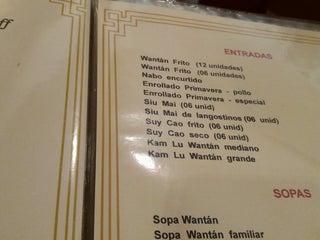 ff
ENTRADAS
Wantán Frito (12 unidades)
Wantán Frito (06 unidades)
Nabo encurtido
Enrollado Primavera - pollo
Enrollado Primavera - especial
Siu Mai (06 unid)
Siu Mai de langostinos (06 unid)
Suy Cao frito (06 unid)
Suy Cao seco (06 unid)
Kam Lu Wantán mediano
Kam Lu Wantán grande
SOPAS
Sopa Wantán
Sopa Wantán familiar